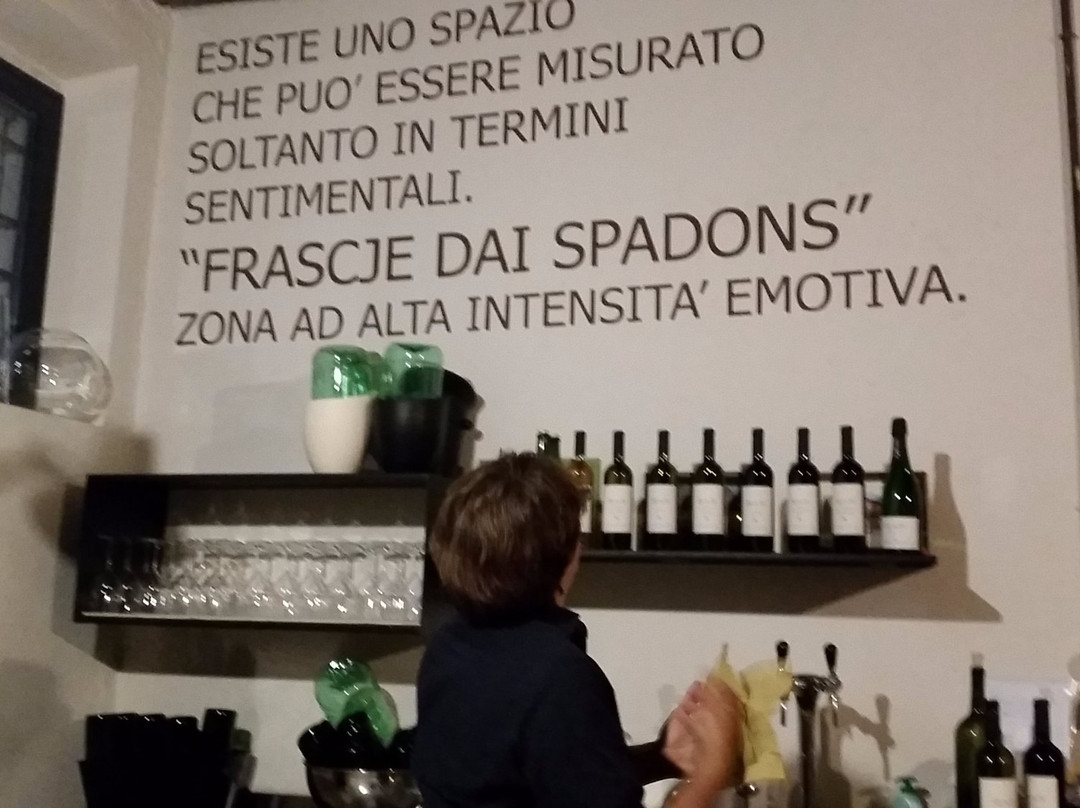 ESISTE UNO SPAZIO
CHE PUO' ESSERE MISURATO
SOLTANTO IN TERMINI
SENTIMENTALI.
“FRASCJE DAI SPADONS”
ZONA AD ALTA INTENSITA' EMOTIVA.